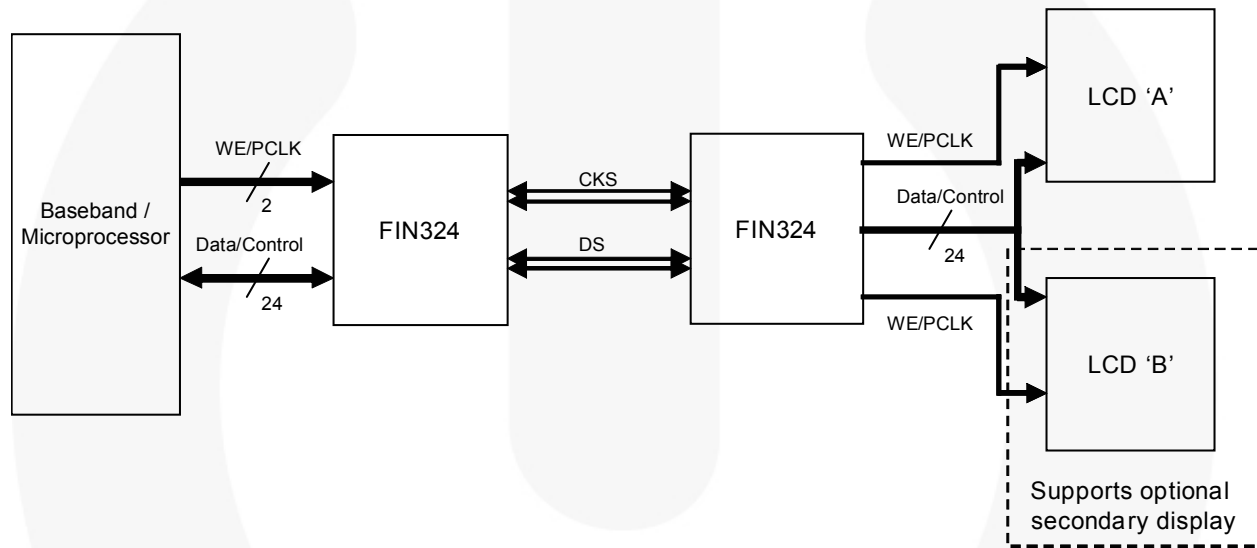 Baseband /
Microprocessor
WE/PCLK
2
Data/Control
24
FIN324
CKS
DS
FIN324
WE/PCLK
Data/Control
24
WE/PCLK
LCD ‘A’
LCD ‘B’
Supports optional
secondary display